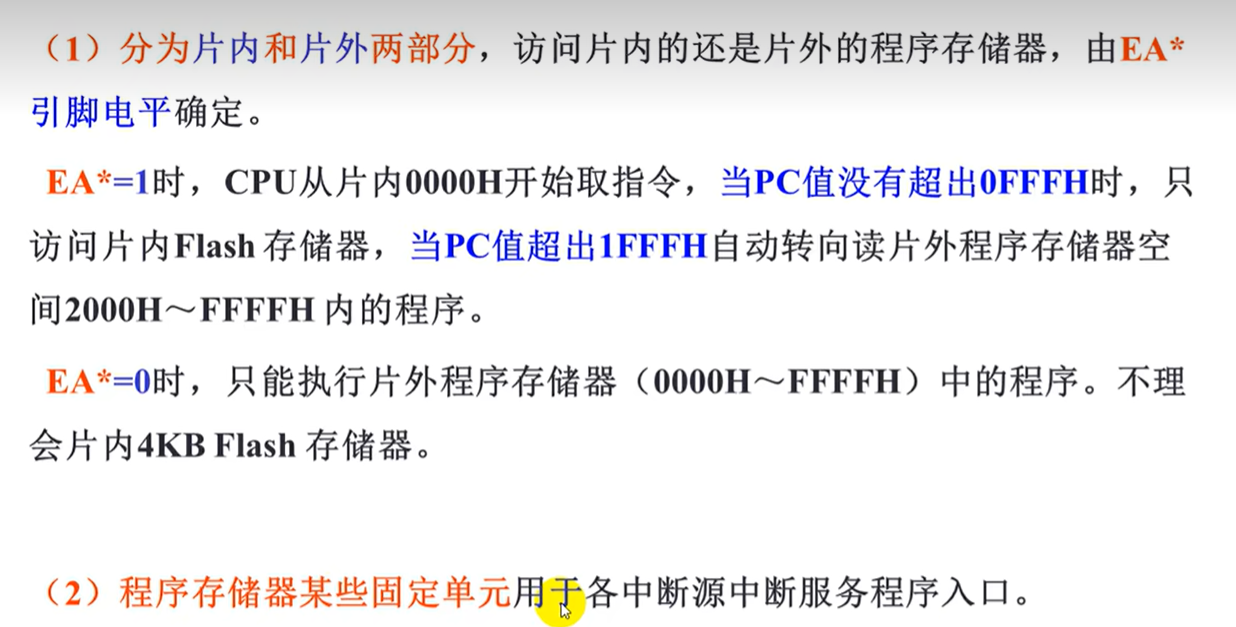 （1）分为片内和片外两部分，访问片内的还是片外的程序存储器，由EA*
引脚电平确定。
EA*=1时，CPU从片内0000H开始取指令，当PC值没有超出0FFFH时，只
访问片内Flash 存储器，当PC值超出1FFFH自动转向读片外程序存储器空
间2000H～FFFFH 内的程序。
EA*=0时，只能执行片外程序存储器（0000H～FFFFH）中的程序。不理
会片内4KB Flash 存储器。
（2）程序存储器某些固定单元用于各中断源中断服务程序入口。